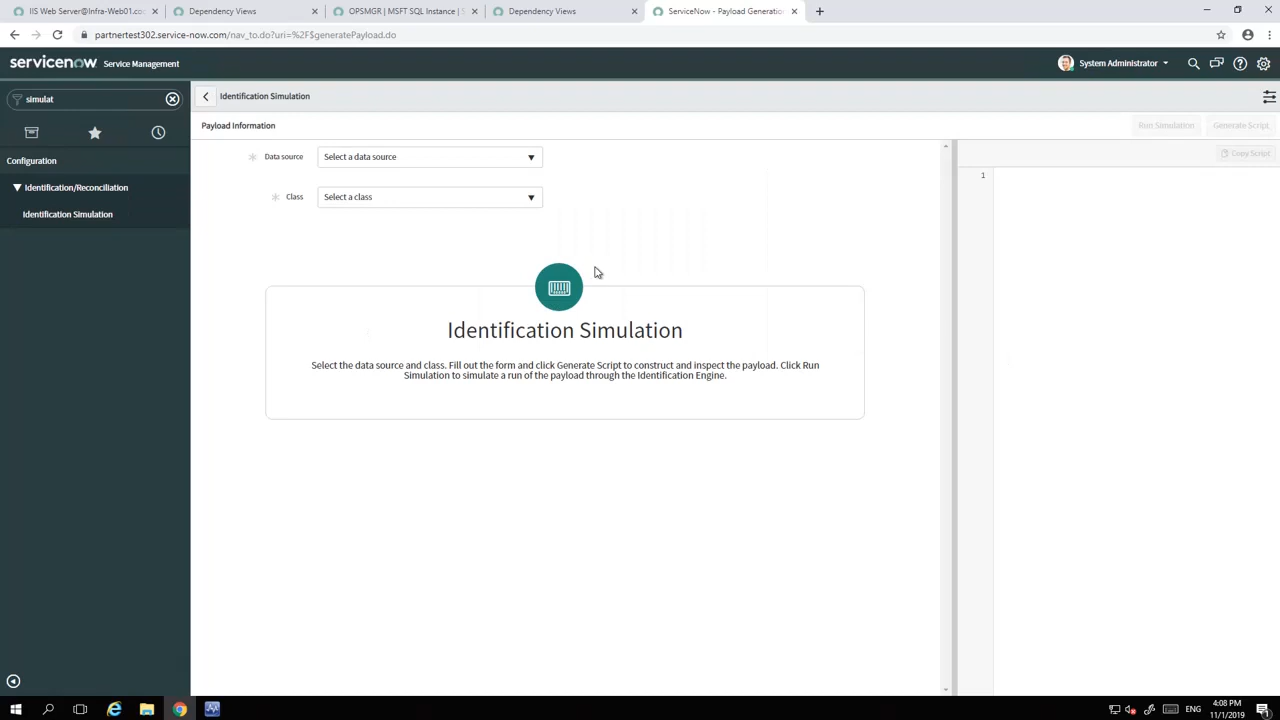 IIS Web Server@Infra-Web01.co
Dependency Views
OPSMGR | MSFT SQL Instance | S
Dependency Views
ServiceNow - Payload Generation
partnertest302.service-now.com/nav_to.do?uri=%2F$generatePayload.do
servicenow Service Management
System Administrator
simulat
Identification Simulation
Payload Information
Run Simulation
Generate Script
Data source
Select a data source
Copy Script
Configuration
1
Identification/Reconciliation
Class
Select a class
Identification Simulation
Identification Simulation
Select the data source and class. Fill out the form and click Generate Script to construct and inspect the payload. Click Run
Simulation to simulate a run of the payload through the Identification Engine.
ENG
4:08 PM
11/1/2019